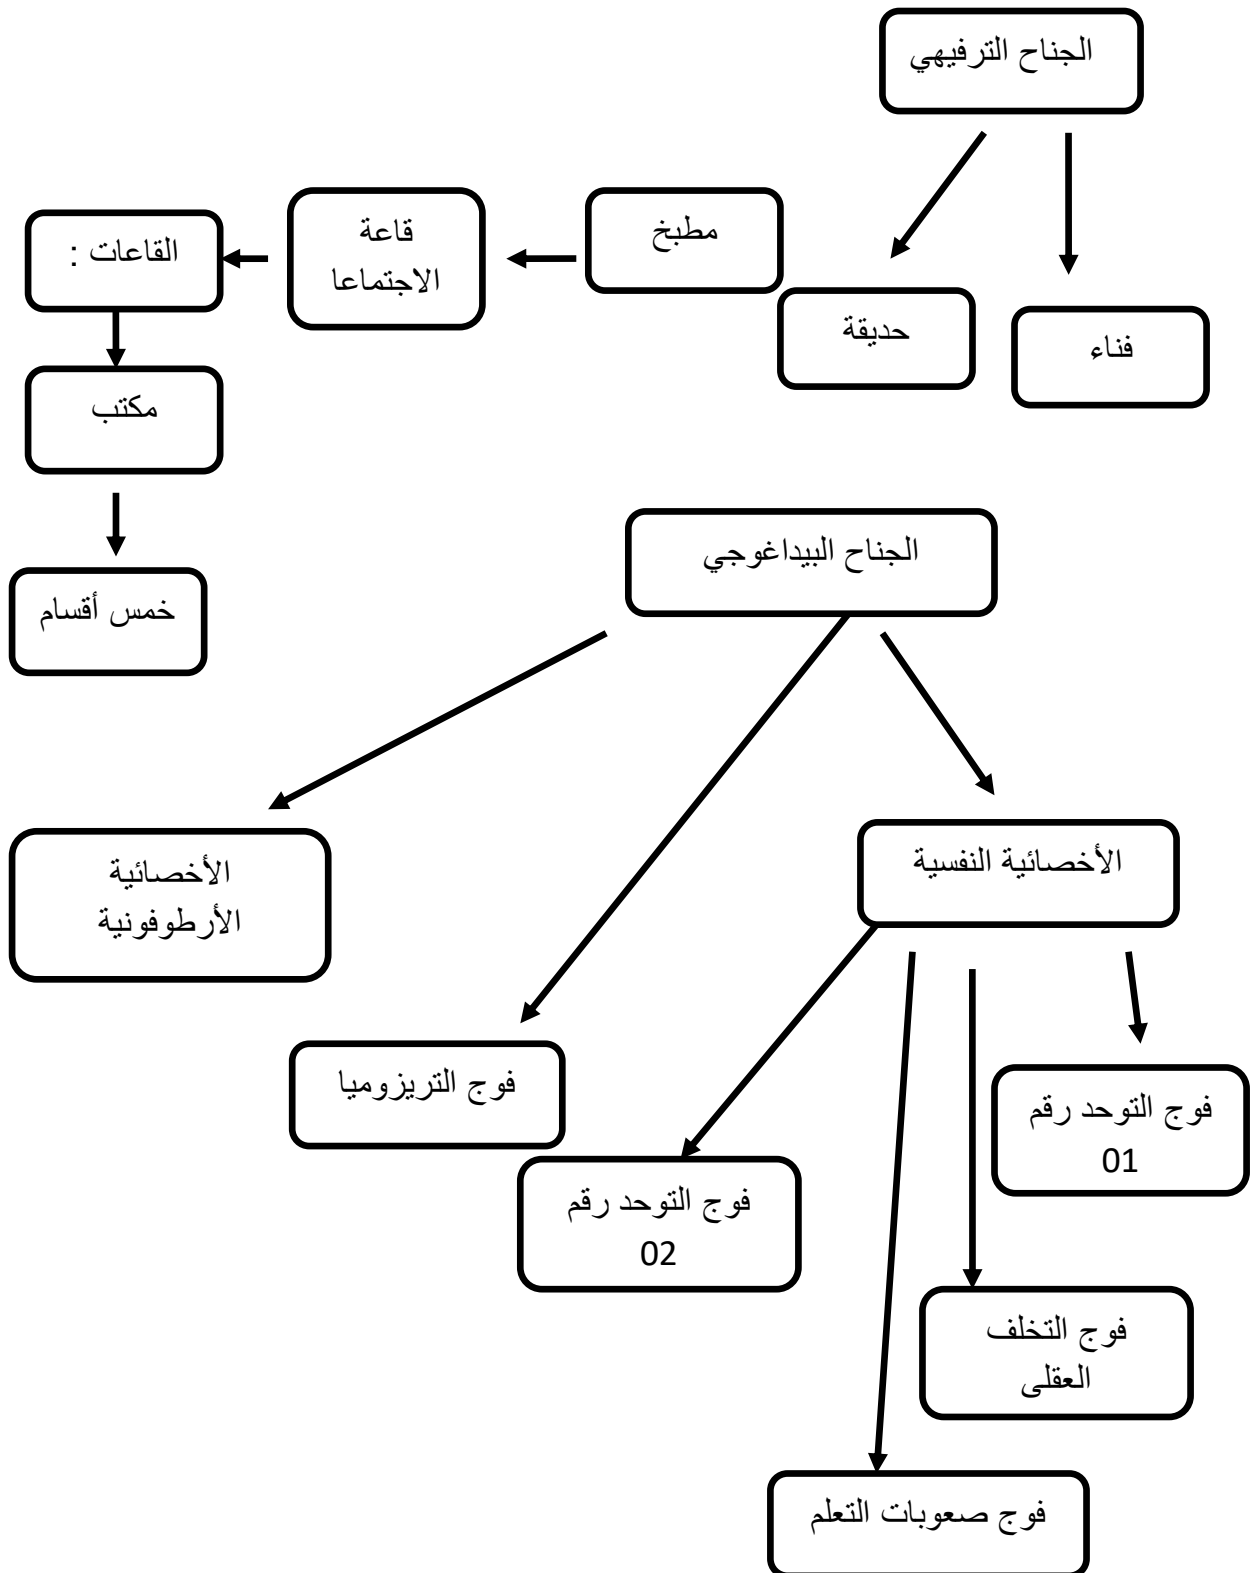 الجناح الترفيهي
مطبخ
قاعة
الاجتماعا
القاعات :
حديقة
فناء
مكتب
خمس أقسام
الجناح البيداغوجي
الأخصائية النفسية
الأخصائية
الأرطوفونية
فوج التريزوميا
فوج التوحد رقم
01
فوج التوحد رقم
02
فوج التخلف
العقلى
فوج صعوبات التعلم